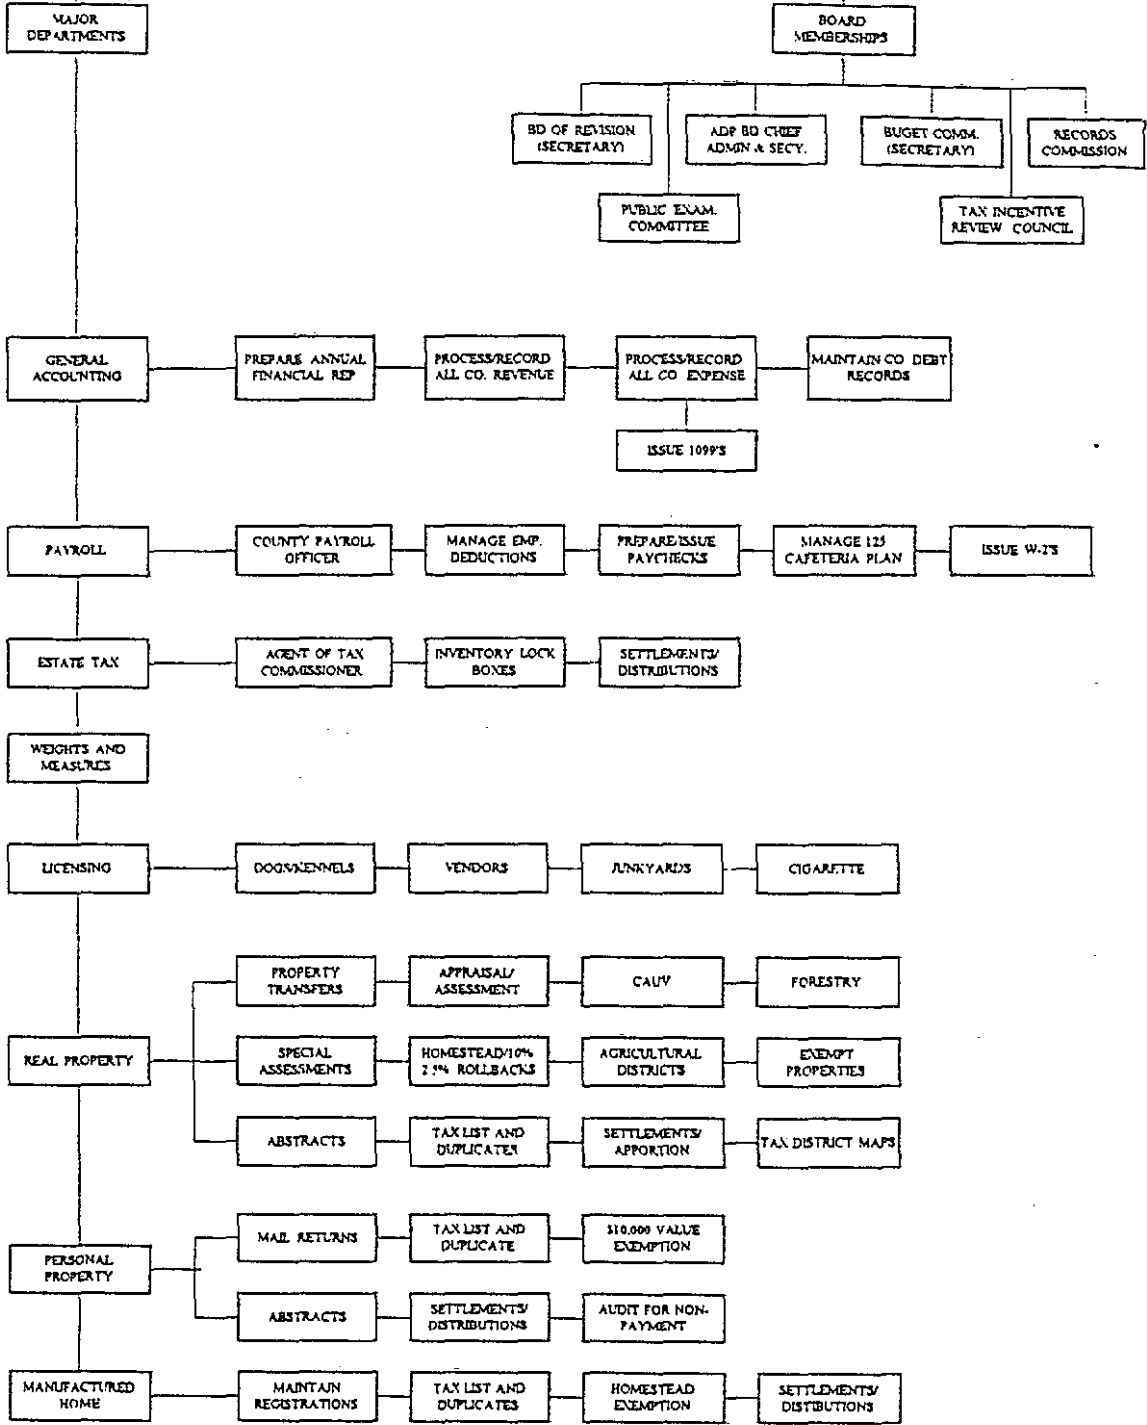 MAJOR
DEPARTMENTS
BOARD
MEMBERSHIPS
BD OF REVISION
(SECRETARY)
ADP BD CHIEF
ADMIN & SECY.
BUGET COMM.
(SECRETARY)
RECORDS
COMMISSION
PUBLIC EXAM.
COMMITTEE
TAX INCENTIVE
REVIEW COUNCIL
GENERAL
ACCOUNTING
PREPARE ANNUAL
FINANCIAL REP
PROCESS/RECORD
ALL CO. REVENUE
PROCESS/RECORD
ALL CO EXPENSE
MAINTAIN CO DEBT
RECORDS
ISSUE 1099'S
PAYROLL
COUNTY PAYROLL
OFFICER
MANAGE EMP.
DEDUCTIONS
PREPARE/ISSUE
PAYCHECKS
MANAGE 125
CAFETERIA PLAN
ISSUE W-2'S
ESTATE TAX
AGENT OF TAX
COMMISSIONER
INVENTORY LOCK
BOXES
SETTLEMENTS/
DISTRIBUTIONS
WEIGHTS AND
MEASURES
LICENSING
DOGS/KENNELS
VENDORS
JUNKYARDS
CIGARETTE
PROPERTY
TRANSFERS
APPRAISAL/
ASSESSMENT
CAUV
FORESTRY
REAL PROPERTY
SPECIAL
ASSESSMENTS
HOMESTEAD/10%
2.5% ROLLBACKS
AGRICULTURAL
DISTRICTS
EXEMPT
PROPERTIES
ABSTRACTS
TAX LIST AND
DUPLICATES
SETTLEMENTS/
APPORTION
TAX DISTRICT MAPS
PERSONAL
PROPERTY
MAIL RETURNS
TAX LIST AND
DUPLICATE
$10,000 VALUE
EXEMPTION
ABSTRACTS
SETTLEMENTS/
DISTRIBUTIONS
AUDIT FOR NON-
PAYMENT
MANUFACTURED
HOME
MAINTAIN
REGISTRATIONS
TAX LIST AND
DUPLICATES
HOMESTEAD
EXEMPTION
SETTLEMENTS/
DISTIBUTIONS